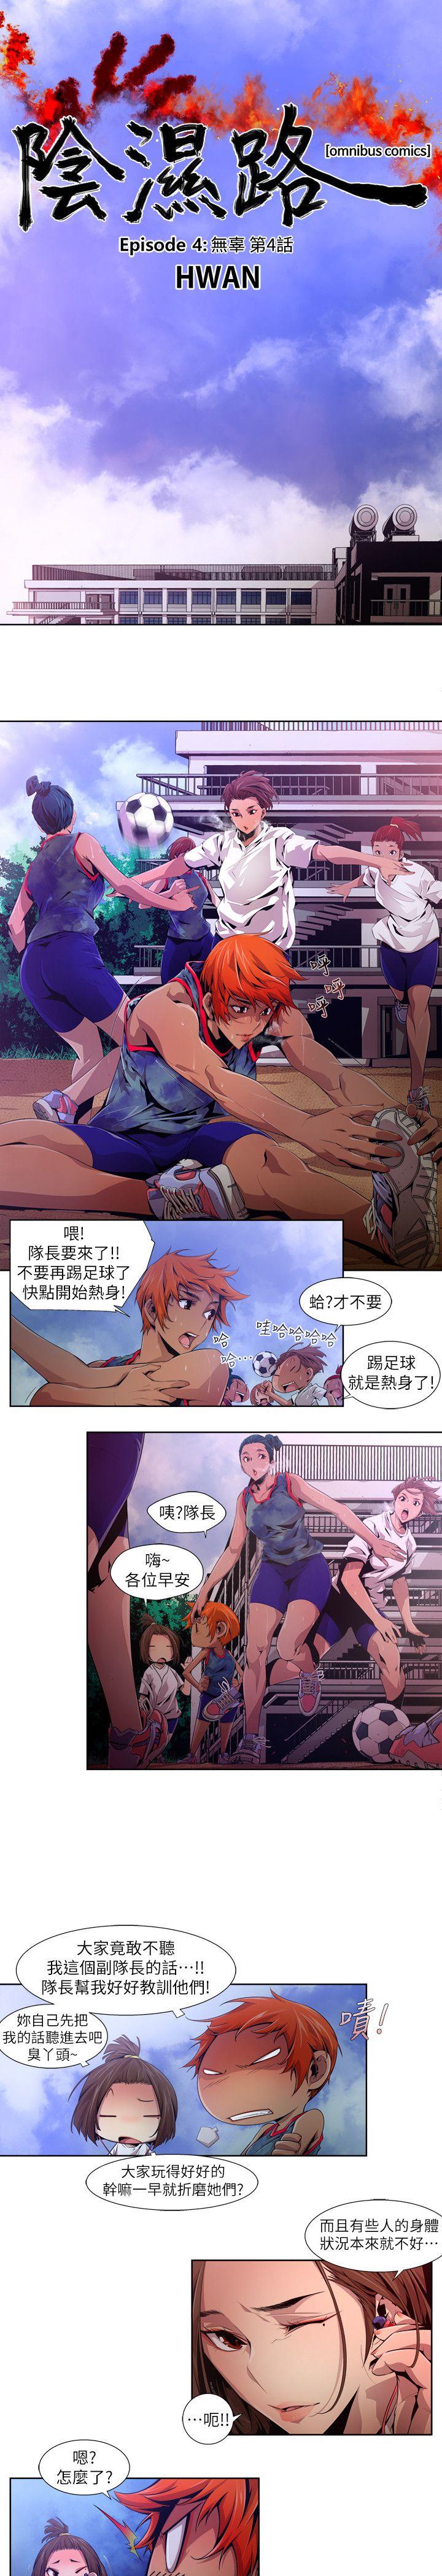 陰濕路
[omnibus comics]
Episode 4: 無辜 第4話
HWAN
呼
呼
呼
喂!
隊長要來了!!
不要再踢足球了
快點開始熱身!
蛤?才不要
哇哈哈哈哈
哈
哈…
踢足球
就是熱身了!
咦?隊長
嗨~
各位早安
大家竟敢不聽
我這個副隊長的話…!!
隊長幫我好好教訓他們!
嘖!
妳自己先把
我的話聽進去吧
臭丫頭~
大家玩得好好的
幹嘛一早就折磨她們?
而且有些人的身體
狀況本來就不好…
…呃!!
嗯?
怎麼了?